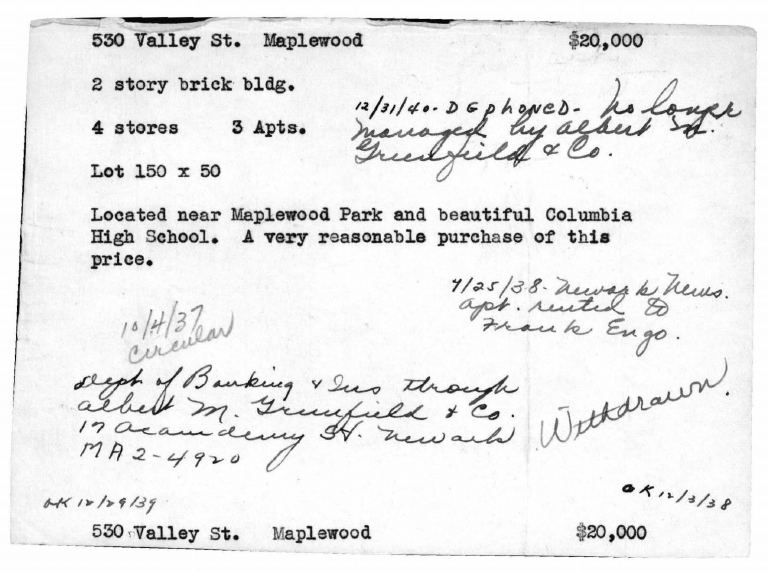 530 Valley St. Maplewood $20,000
2 story brick bldg.
12/31/40- DG phoned- no longer
4 stores 3 Apts.
managed by Albert M.
Greenfield & Co.
Lot 150 x 50
Located near Maplewood Park and beautiful Columbia
High School. A very reasonable purchase of this
price.
7/25/38- Newark News.
apt. rented to
Frank Engo.
10/4/37
Circular
Dept of Banking & Ins through
Albert M. Greenfield & Co.
17 Academy St. Newark
MA 2-4920
Withdrawn.
OK 12/29/39
OK 12/3/38
530 Valley St. Maplewood $20,000